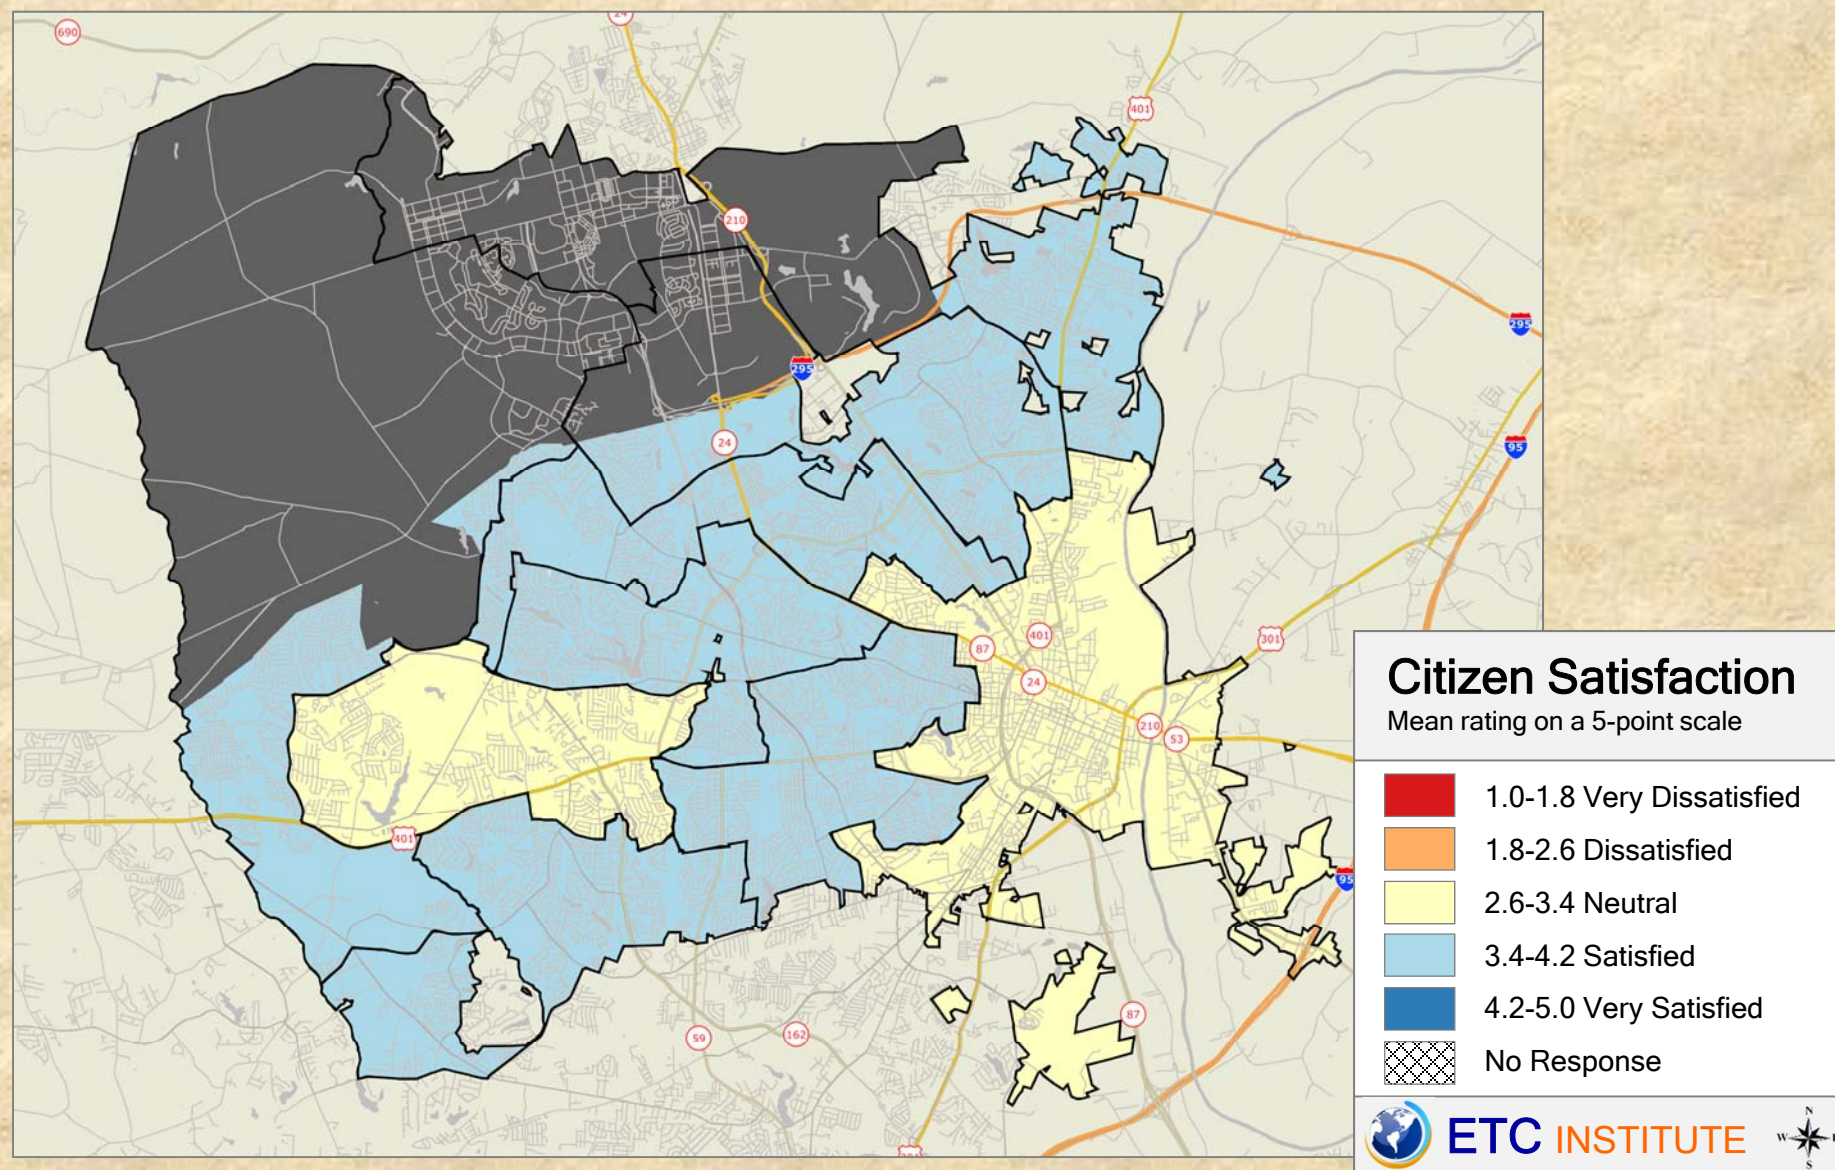 24
690
401
210
295
295
24
95
301
401
87
24
210
53
401
95
87
59
162
Citizen Satisfaction
Mean rating on a 5-point scale
1.0-1.8 Very Dissatisfied
1.8-2.6 Dissatisfied
2.6-3.4 Neutral
3.4-4.2 Satisfied
4.2-5.0 Very Satisfied
No Response
ETC INSTITUTE
N
W
S